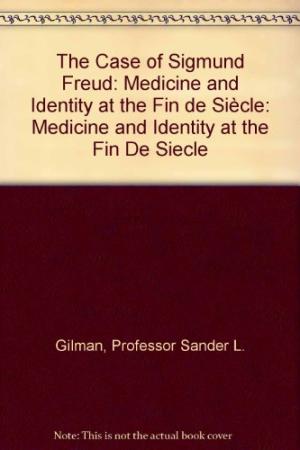 The Case of Sigmund
Freud: Medicine and
Identity at the Fin de Siècle:
Medicine and Identity at the
Fin De Siecle
Gilman, Professor Sander L.
Note: This is not the actual book cover